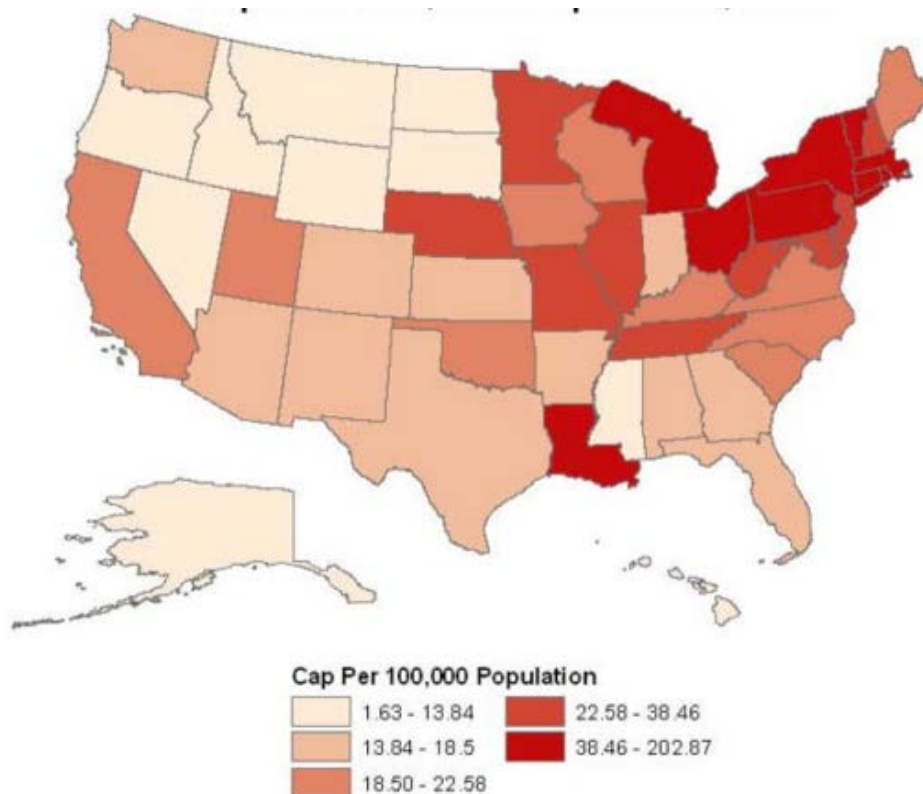 Cap Per 100,000 Population
1.63 - 13.84
13.84 - 18.5
18.50 - 22.58
22.58 - 38.46
38.46 - 202.87